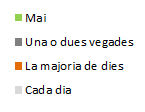 Mai
Una o dues vegades
La majoria de dies
Cada dia